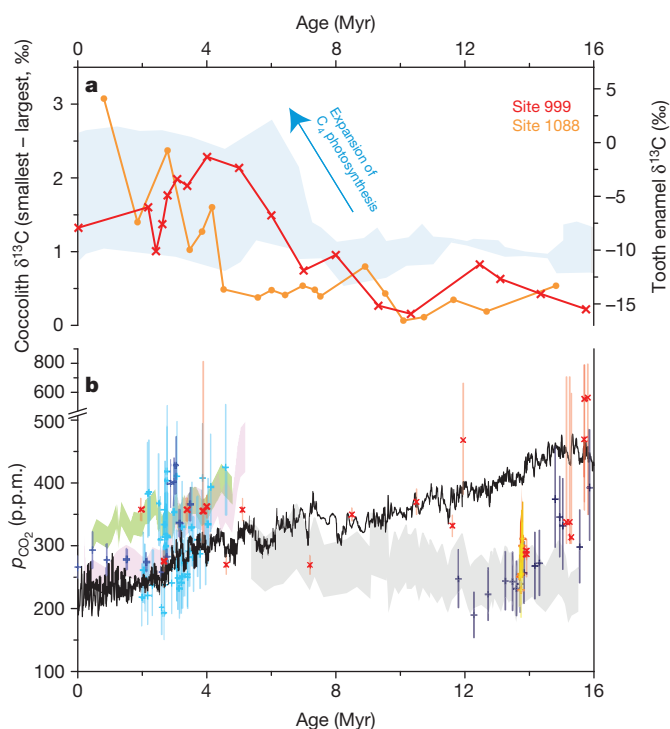 Age (Myr)
0 4 8 12 16
a
Coccolith δ¹³C (smallest – largest, ‰)
3
2
1
0
Expansion of
C₄ photosynthesis
Site 999
Site 1088
Tooth enamel δ¹³C (‰)
5
0
−5
−10
−15
b
pCO₂ (p.p.m.)
800
600
500
400
300
200
100
0 4 8 12 16
Age (Myr)